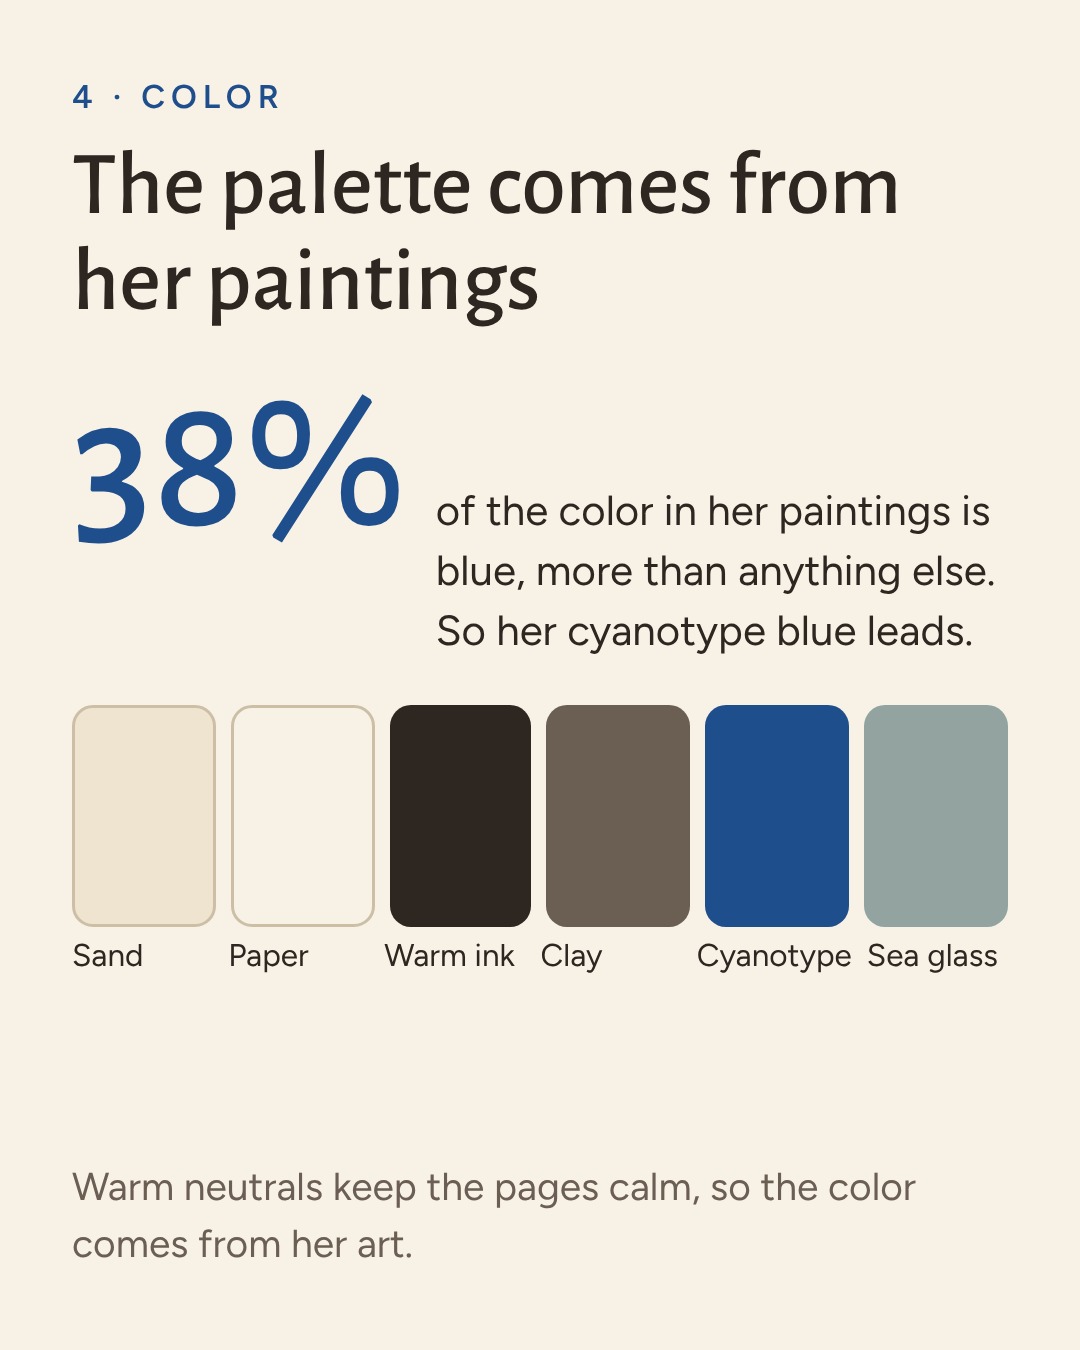 4 · COLOR
The palette comes from
her paintings
38%
of the color in her paintings is
blue, more than anything else.
So her cyanotype blue leads.
Sand Paper Warm ink Clay Cyanotype Sea glass
Warm neutrals keep the pages calm, so the color
comes from her art.